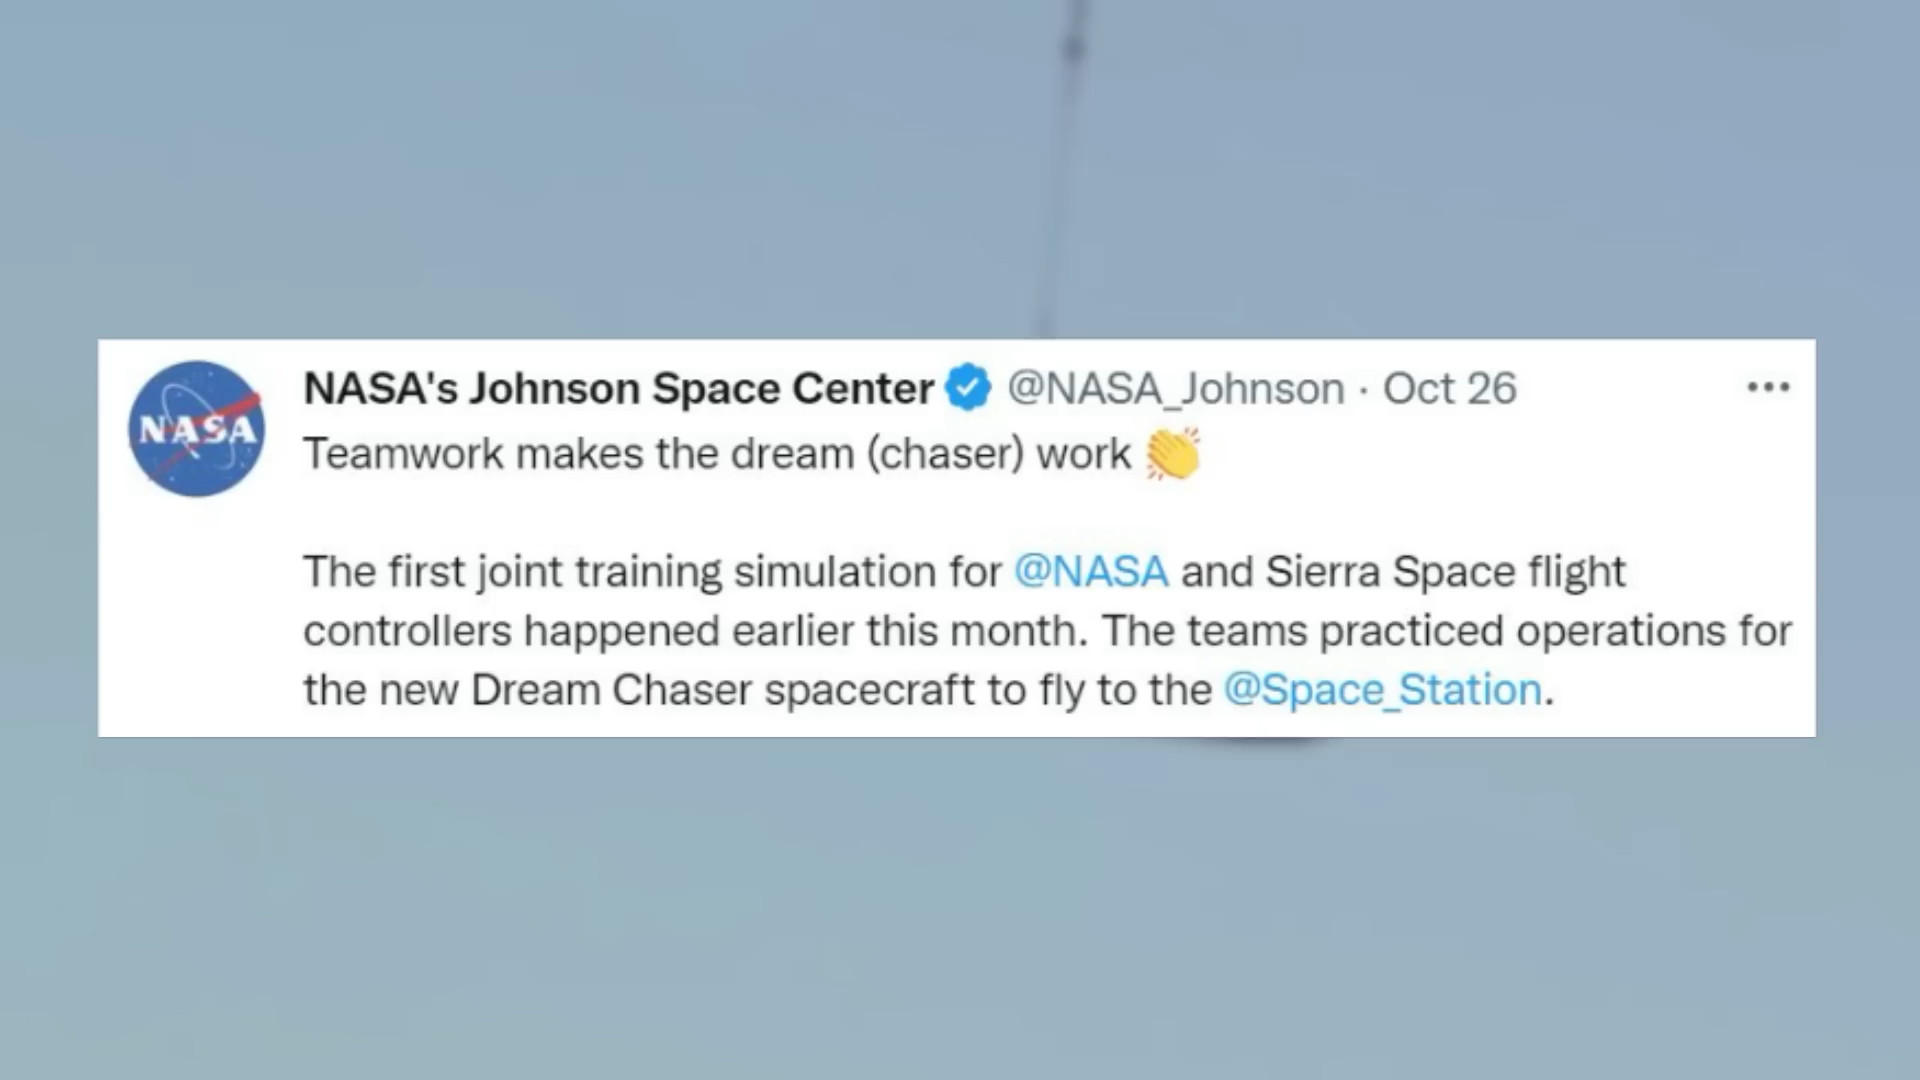 NASA
NASA's Johnson Space Center @NASA_Johnson · Oct 26
Teamwork makes the dream (chaser) work 👏
The first joint training simulation for @NASA and Sierra Space flight
controllers happened earlier this month. The teams practiced operations for
the new Dream Chaser spacecraft to fly to the @Space_Station.